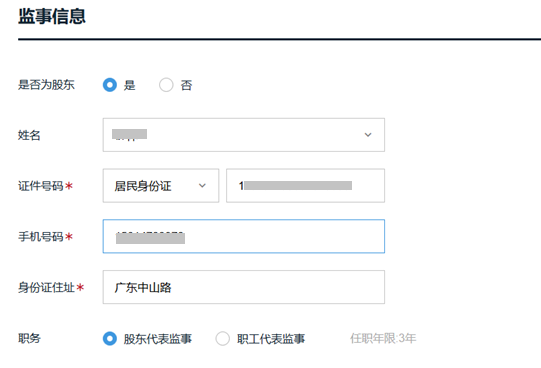 监事信息
是否为股东 是 否
姓名
证件号码* 居民身份证 1
手机号码*
身份证住址* 广东中山路
职务 股东代表监事 职工代表监事 任职年限:3年